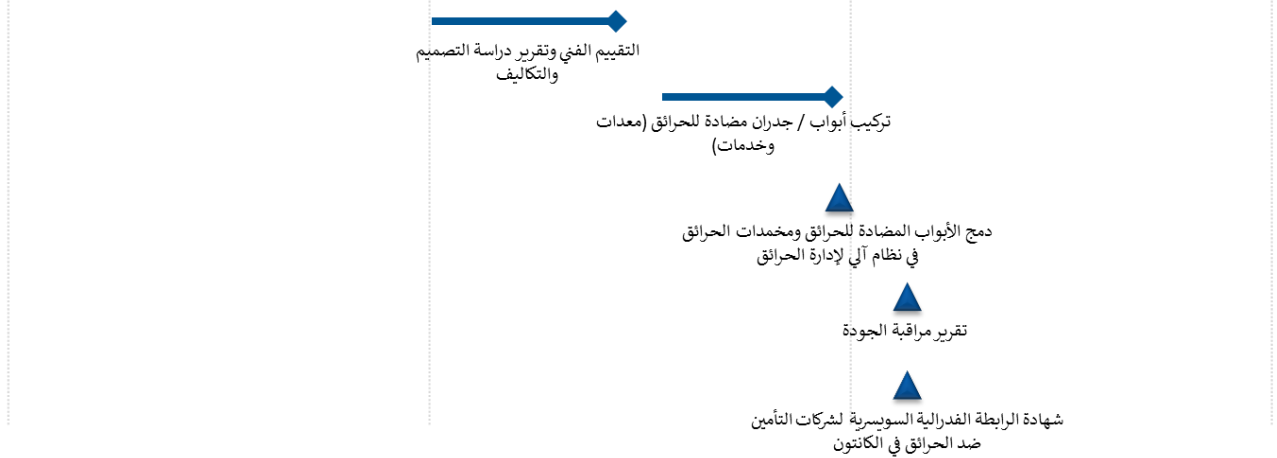 التقييم الفني وتقرير دراسة التصميم
والتكاليف
تركيب أبواب / جدران مضادة للحرائق (معدات
وخدمات)
دمج الأبواب المضادة للحرائق ومخمدات الحرائق
في نظام آلي لإدارة الحرائق
تقرير مراقبة الجودة
شهادة الرابطة الفدرالية السويسرية لشركات التأمين
ضد الحرائق في الكانتون